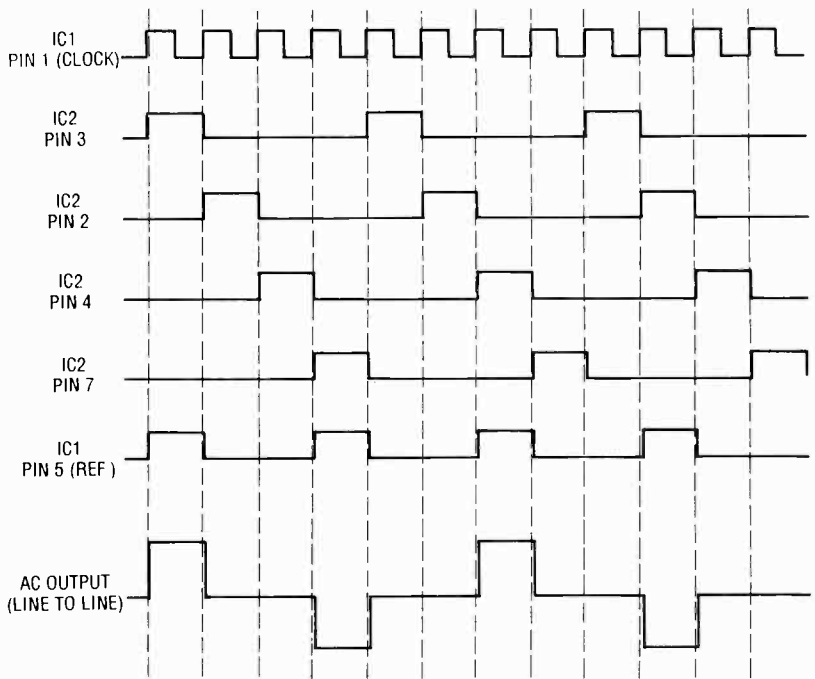 IC1
PIN 1 (CLOCK)
IC2
PIN 3
IC2
PIN 2
IC2
PIN 4
IC2
PIN 7
IC1
PIN 5 (REF )
AC OUTPUT
(LINE TO LINE)